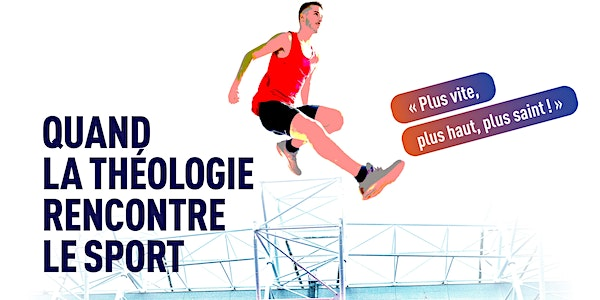 QUAND
LA THÉOLOGIE
RENCONTRE
LE SPORT
« Plus vite,
plus haut, plus saint ! »